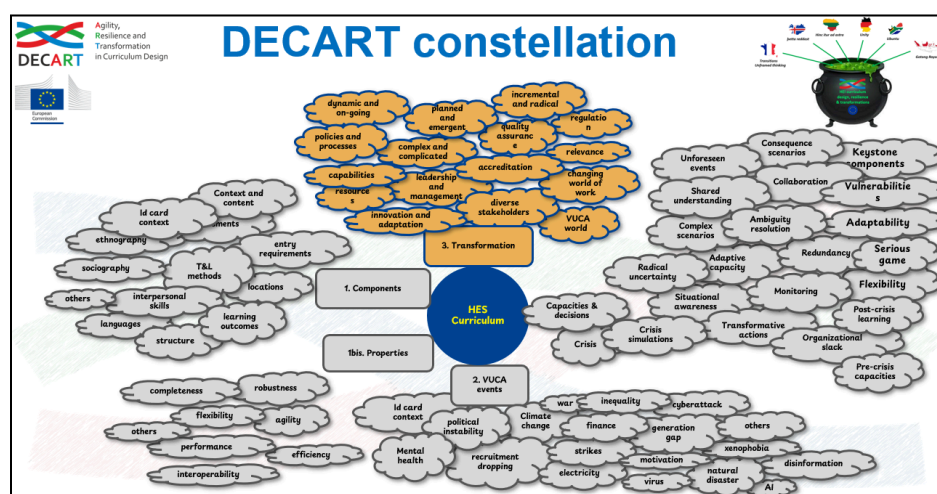 DECART
Agility,
Resilience and
Transformation
in Curriculum Design
European
Commission
DECART constellation
Transitions
Unframed thinking
Unity
Ubuntu
dynamic and
on-going
planned
and
emergent
incremental
and radical
regulatio
n
policies and
processes
complex and
complicated
quality
assuranc
e
relevance
capabilities
resource
s
leadership
and
management
accreditation
changing
world of
work
innovation and
adaptation
diverse
stakeholders
VUCA
world
3. Transformation
1. Components
1bis. Properties
2. VUCA
events
HES
Curriculum
Context and
content
Id card
context
ments
ethnography
entry
requirements
sociography
T&L
methods
locations
others
interpersonal
skills
languages
learning
outcomes
structure
completeness
robustness
flexibility
agility
others
performance
efficiency
interoperability
Id card
context
political
instability
Climate
change
war
inequality
cyberattack
finance
generation
gap
others
Mental
health
recruitment
dropping
strikes
motivation
xenophobia
disinformation
electricity
virus
natural
disaster
AI
Unforeseen
events
Consequence
scenarios
Keystone
components
Shared
understanding
Collaboration
Vulnerabilitie
s
Complex
scenarios
Ambiguity
resolution
Adaptability
Radical
uncertainty
Adaptive
capacity
Redundancy
Serious
game
Situational
awareness
Monitoring
Flexibility
Capacities &
decisions
Crisis
Crisis
simulations
Transformative
actions
Organizational
slack
Post-crisis
learning
Pre-crisis
capacities